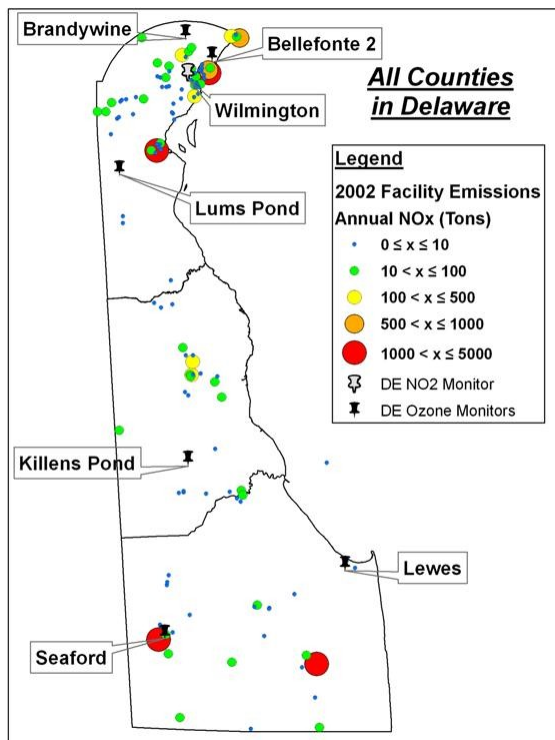 Brandywine
Bellefonte 2
All Counties
in Delaware
Wilmington
Legend
2002 Facility Emissions
Annual NOx (Tons)
0 ≤ x ≤ 10
10 < x ≤ 100
100 < x ≤ 500
500 < x ≤ 1000
1000 < x ≤ 5000
DE NO2 Monitor
DE Ozone Monitors
Lums Pond
Killens Pond
Lewes
Seaford